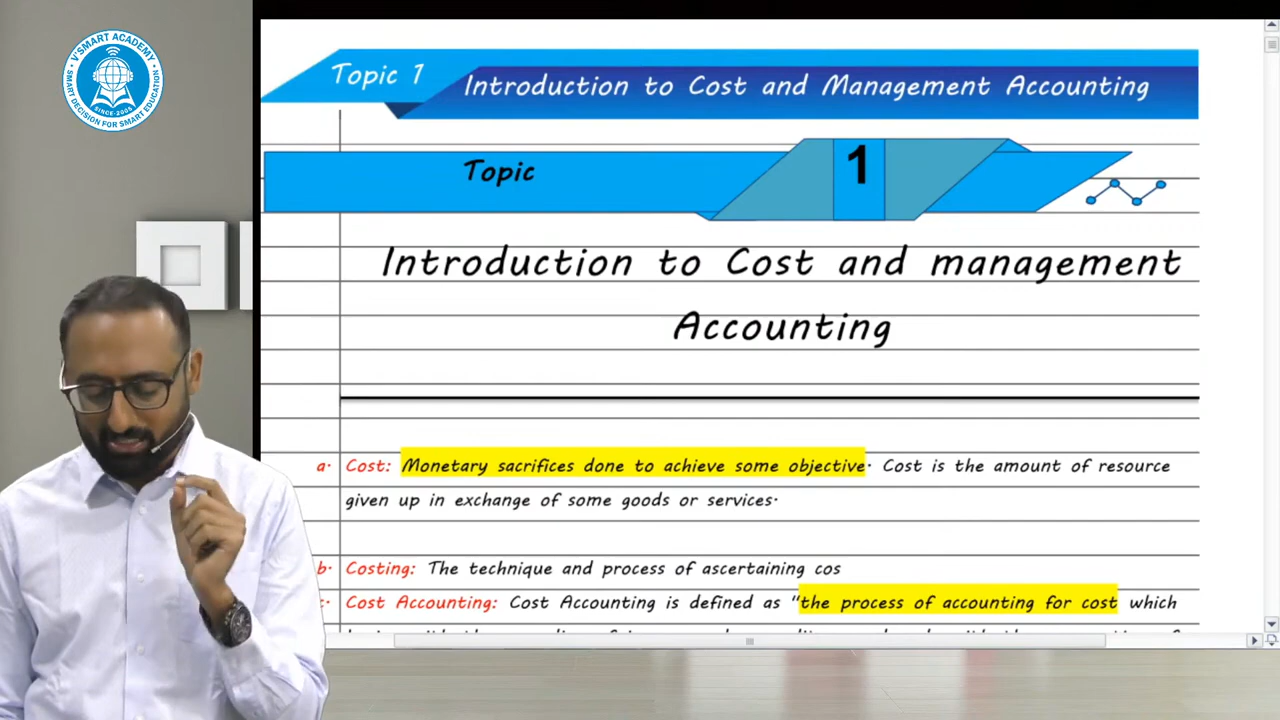 V'SMART ACADEMY
SINCE-2005
SMART DECISION FOR SMART EDUCATION
Topic 1
Introduction to Cost and Management Accounting
Topic
1
Introduction to Cost and management
Accounting
a. Cost: Monetary sacrifices done to achieve some objective. Cost is the amount of resource
given up in exchange of some goods or services.
b. Costing: The technique and process of ascertaining cos
Cost Accounting: Cost Accounting is defined as "the process of accounting for cost which